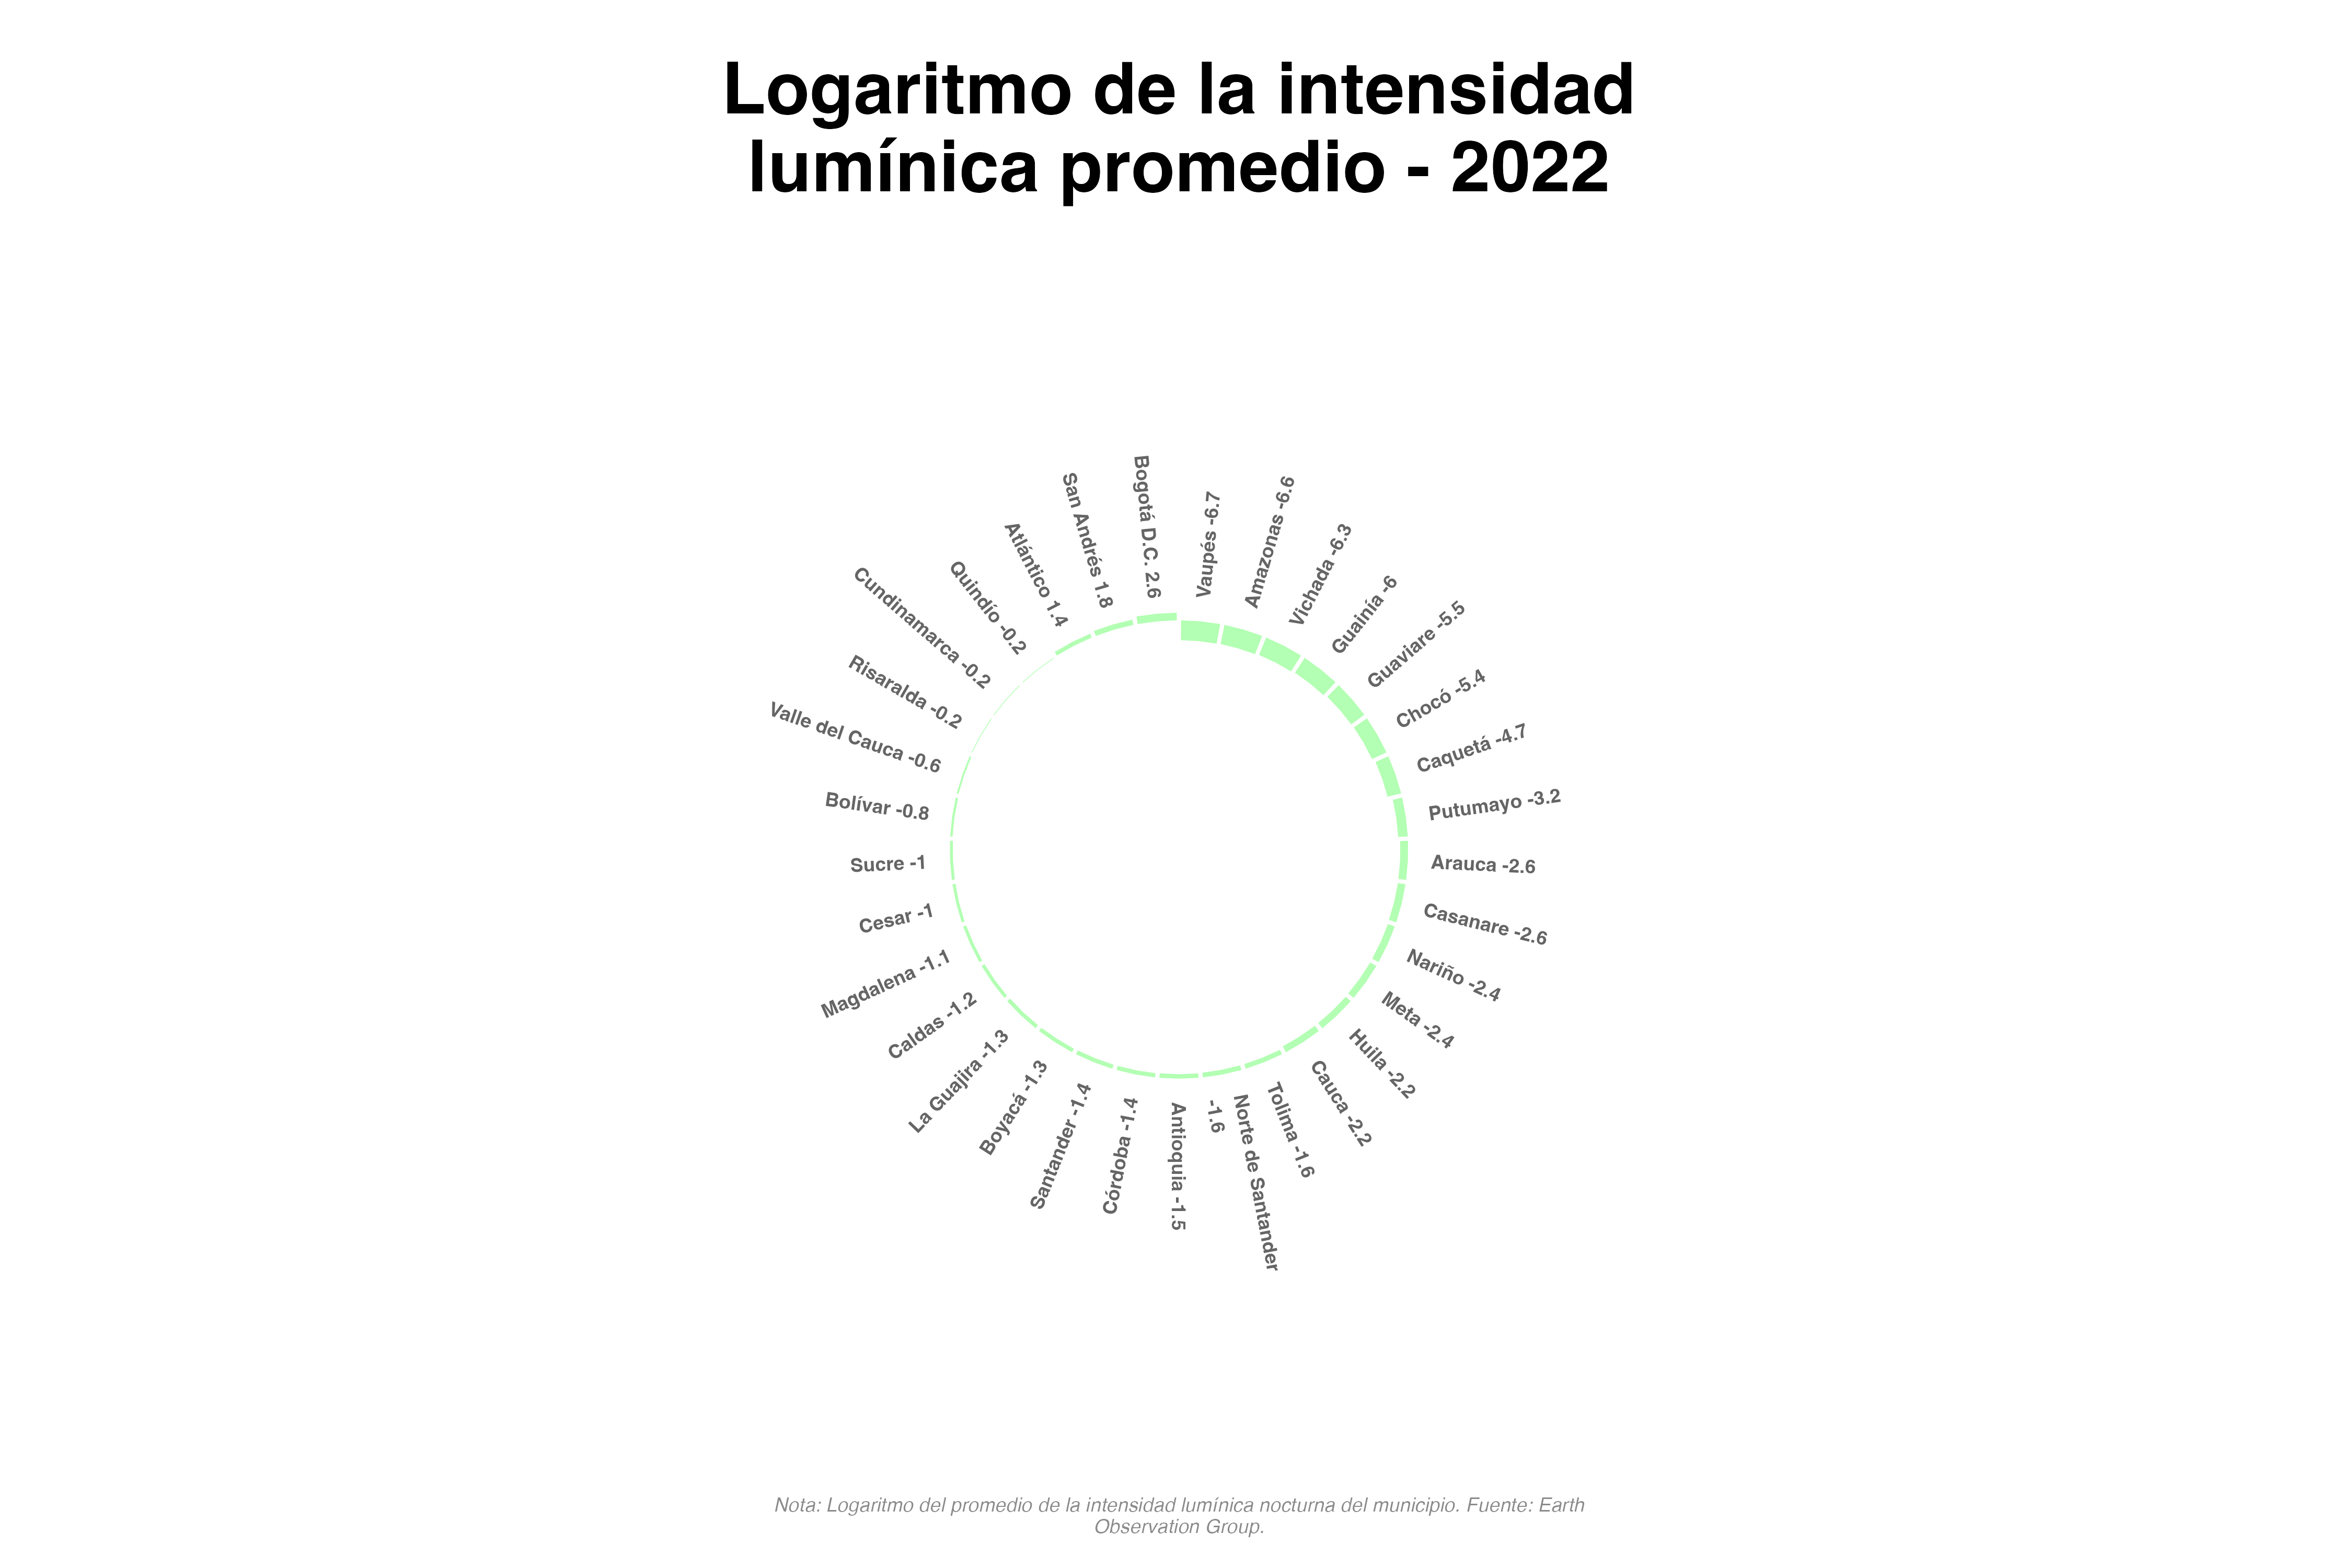 Logaritmo de la intensidad
lumínica promedio - 2022
Vaupés -6.7
Amazonas -6.6
Vichada -6.3
Guainía -6
Guaviare -5.5
Chocó -5.4
Caquetá -4.7
Putumayo -3.2
Arauca -2.6
Casanare -2.6
Nariño -2.4
Meta -2.4
Huila -2.2
Cauca -2.2
Tolima -1.6
Norte de Santander
-1.6
Antioquia -1.5
Córdoba -1.4
Santander -1.4
Boyacá -1.3
La Guajira -1.3
Caldas -1.2
Magdalena -1.1
Cesar -1
Sucre -1
Bolívar -0.8
Valle del Cauca -0.6
Risaralda -0.2
Cundinamarca -0.2
Quindío -0.2
Atlántico 1.4
San Andrés 1.8
Bogotá D.C. 2.6
Nota: Logaritmo del promedio de la intensidad lumínica nocturna del municipio. Fuente: Earth
Observation Group.